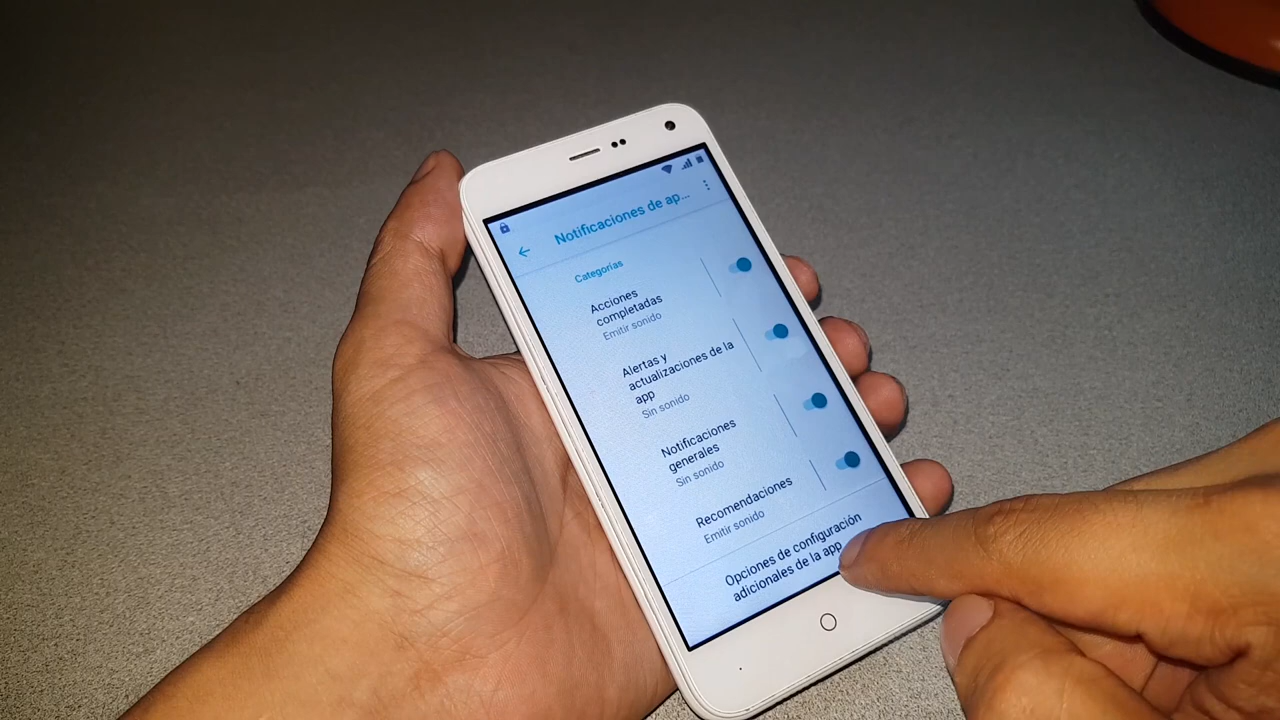 Notificaciones de ap...
Categorías
Acciones
completadas
Emitir sonido
Alertas y
actualizaciones de la
app
Sin sonido
Notificaciones
generales
Sin sonido
Recomendaciones
Emitir sonido
Opciones de configuración
adicionales de la app